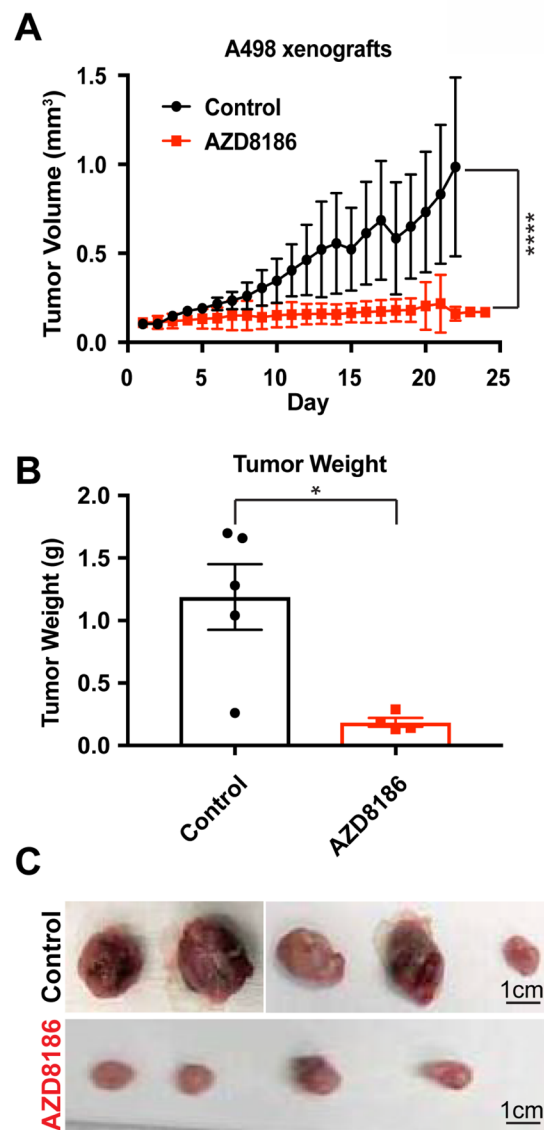 A
A498 xenografts
Tumor Volume (mm³)
1.5
1.0
0.5
0.0
Control
AZD8186
****
0 5 10 15 20 25
Day
B
Tumor Weight
*
Tumor Weight (g)
2.0
1.5
1.0
0.5
0.0
Control
AZD8186
C
Control
1cm
AZD8186
1cm